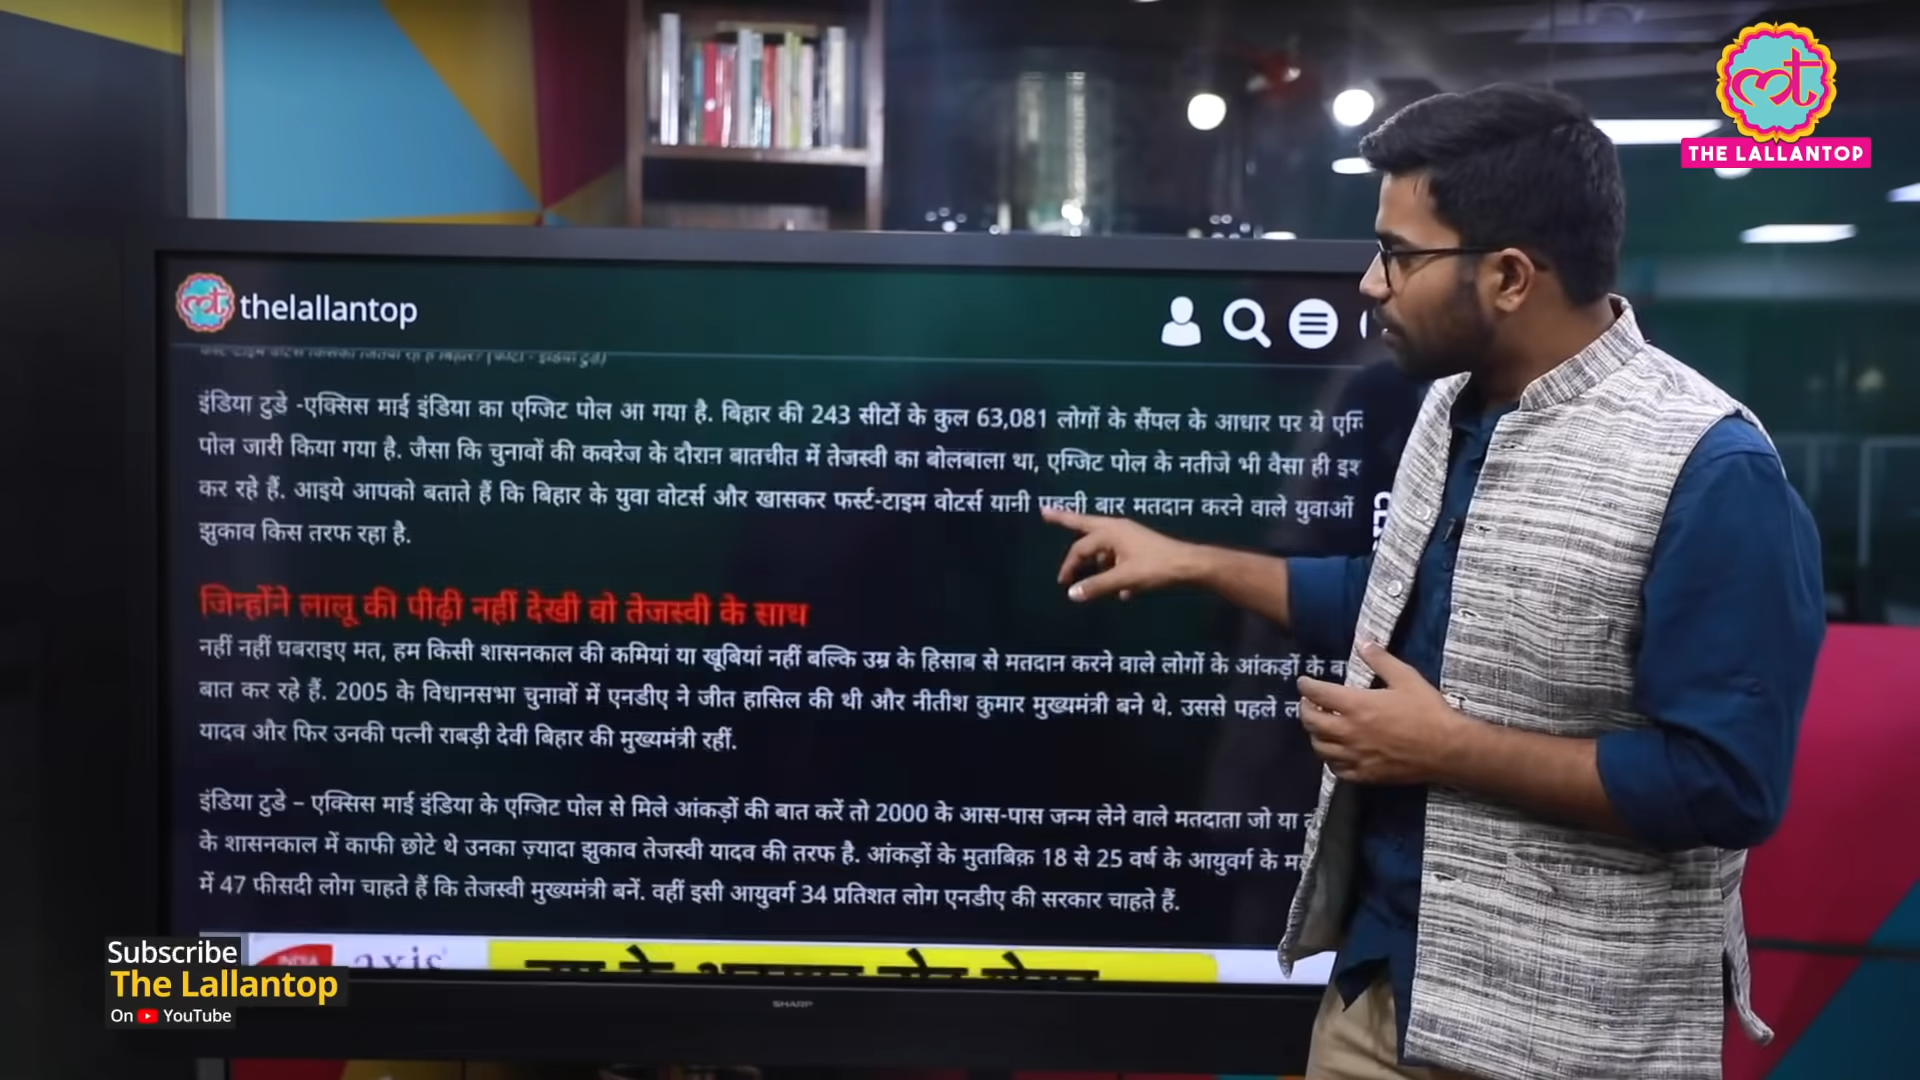 THE LALLANTOP
thelallantop
इंडिया टुडे -एक्सिस माई इंडिया का एग्जिट पोल आ गया है. बिहार की 243 सीटों के कुल 63,081 लोगों के सैंपल के आधार पर ये
पोल जारी किया गया है. जैसा कि चुनावों की कवरेज के दौरान बातचीत में तेजस्वी का बोलबाला था, एग्जिट पोल के नतीजे भी वैसा ही
कर रहे हैं. आइये आपको बताते हैं कि बिहार के युवा वोटर्स और खासकर फर्स्ट-टाइम वोटर्स यानी पहली बार मतदान करने वाले युवाओं
झुकाव किस तरफ रहा है.
जिन्होंने लालू की पीढ़ी नहीं देखी वो तेजस्वी के साथ
नहीं नहीं घबराइए मत, हम किसी शासनकाल की कमियां या खूबियां नहीं बल्कि उम्र के हिसाब से मतदान करने वाले लोगों के आंकड़ों के
बात कर रहे हैं. 2005 के विधानसभा चुनावों में एनडीए ने जीत हासिल की थी और नीतीश कुमार मुख्यमंत्री बने थे. उससे पहले
यादव और फिर उनकी पत्नी राबड़ी देवी बिहार की मुख्यमंत्री रहीं.
इंडिया टुडे – एक्सिस माई इंडिया के एग्जिट पोल से मिले आंकड़ों की बात करें तो 2000 के आस-पास जन्म लेने वाले मतदाता जो या
के शासनकाल में काफी छोटे थे उनका ज़्यादा झुकाव तेजस्वी यादव की तरफ है. आंकड़ों के मुताबिक़ 18 से 25 वर्ष के आयुवर्ग के
में 47 फीसदी लोग चाहते हैं कि तेजस्वी मुख्यमंत्री बनें. वहीं इसी आयुवर्ग 34 प्रतिशत लोग एनडीए की सरकार चाहते हैं.
INDIA axis
SHARP
Subscribe
The Lallantop
On YouTube